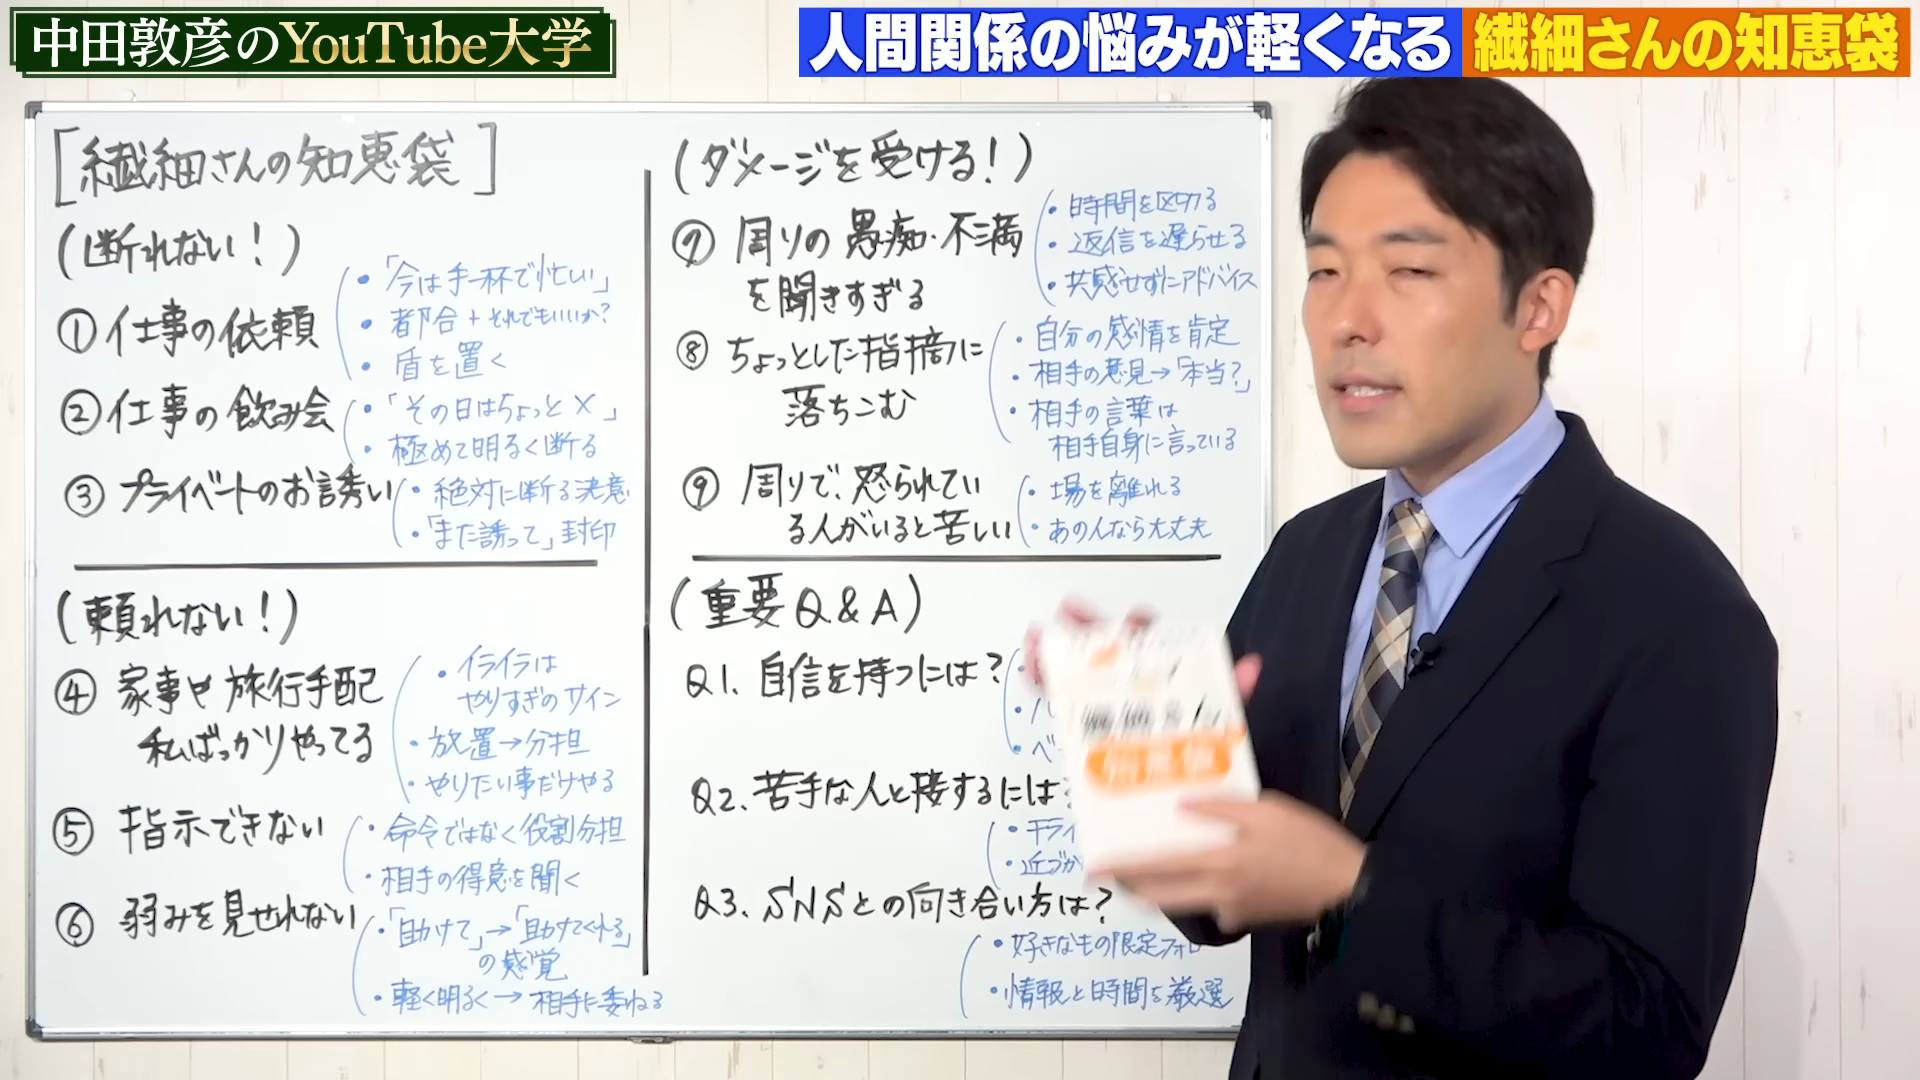 中田敦彦のYouTube大学
人間関係の悩みが軽くなる 繊細さんの知恵袋
[繊細さんの知恵袋]
(断れない!)
① 仕事の依頼
・「今は手一杯で忙しい」
・都合+それでもいいか?
・盾を置く
② 仕事の飲み会
・「その日はちょっと×」
・極めて明るく断る
③ プライベートのお誘い
・絶対に断る決意
・「また誘って」封印
(頼れない!)
④ 家事や旅行手配
私ばっかりやってる
・イライラは
やりすぎのサイン
・放置→分担
・やりたい事だけやる
⑤ 指示できない
・命令ではなく役割分担
・相手の得意を聞く
⑥ 弱みを見せれない
・「助けて」→「助けてくれる」
の感覚
・軽く明るく→相手に委ねる
(ダメージを受ける!)
⑦ 周りの愚痴・不満
を聞きすぎる
・時間を区切る
・返信を遅らせる
・共感せずにアドバイス
⑧ ちょっとした指摘に
落ちこむ
・自分の感情を肯定
・相手の意見→「本当?」
・相手の言葉は
相手自身に言っている
⑨ 周りで、怒られてい
る人がいると苦しい
・場を離れる
・あの人なら大丈夫
(重要Q&A)
Q1. 自信を持つには?
Q2. 苦手な人と接するには?
・ドライ
・近づか
Q3. SNSとの向き合い方は?
・好きなもの限定フォロ
・情報と時間を厳選